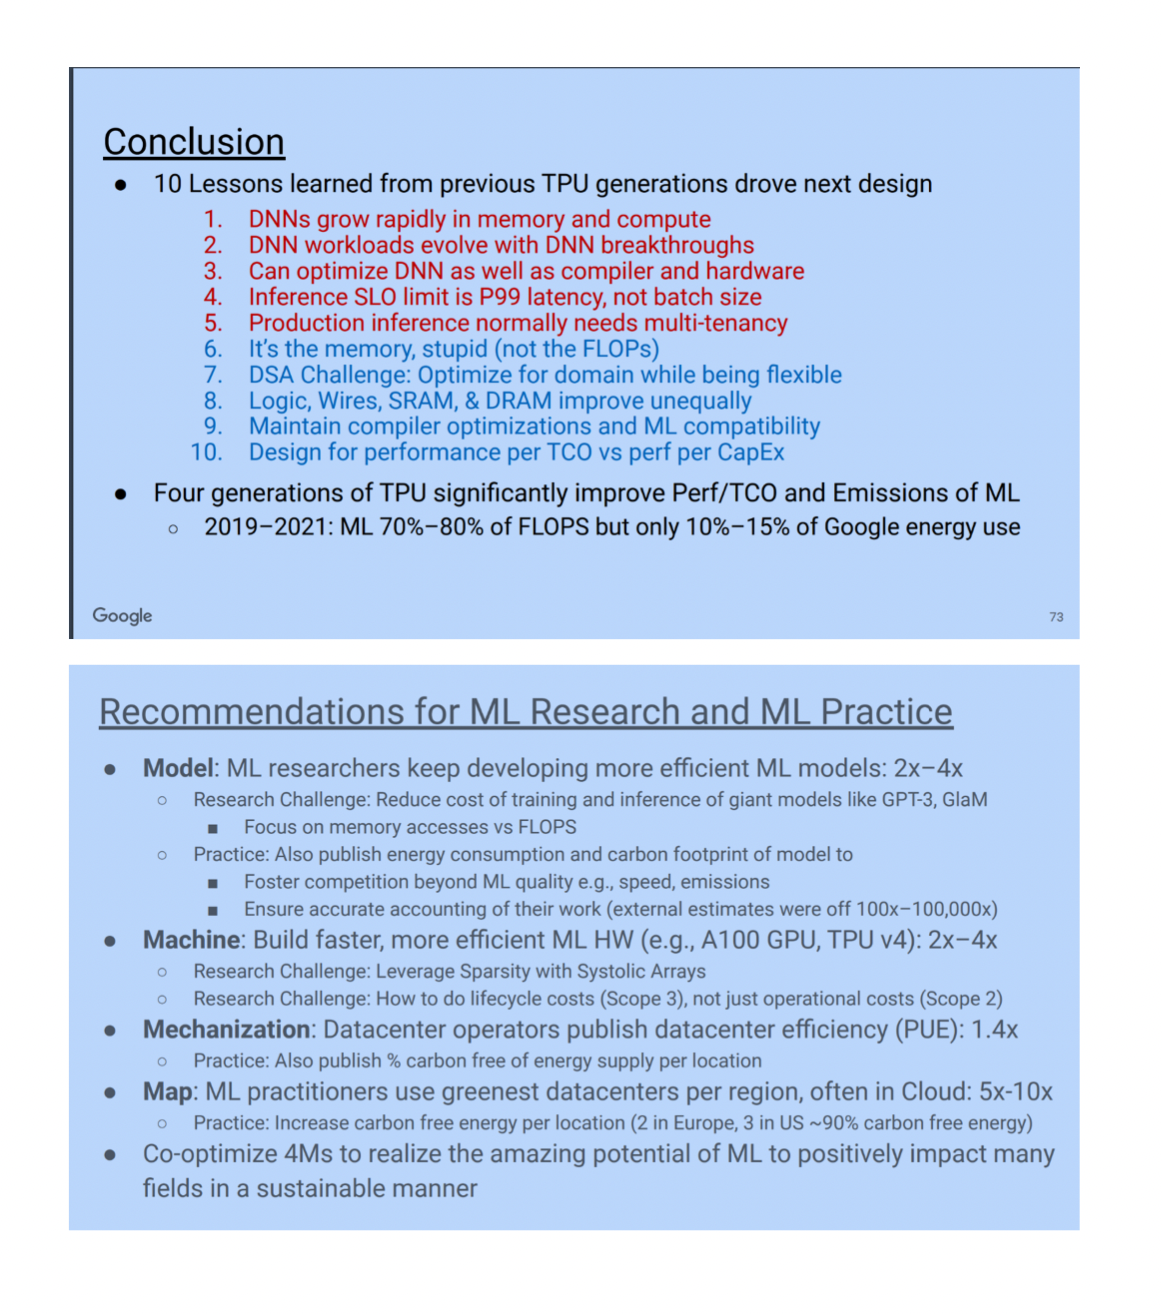 Conclusion
● 10 Lessons learned from previous TPU generations drove next design
1. DNNs grow rapidly in memory and compute
2. DNN workloads evolve with DNN breakthroughs
3. Can optimize DNN as well as compiler and hardware
4. Inference SLO limit is P99 latency, not batch size
5. Production inference normally needs multi-tenancy
6. It's the memory, stupid (not the FLOPs)
7. DSA Challenge: Optimize for domain while being flexible
8. Logic, Wires, SRAM, & DRAM improve unequally
9. Maintain compiler optimizations and ML compatibility
10. Design for performance per TCO vs perf per CapEx
● Four generations of TPU significantly improve Perf/TCO and Emissions of ML
○ 2019–2021: ML 70%–80% of FLOPS but only 10%–15% of Google energy use
Google
73
Recommendations for ML Research and ML Practice
● Model: ML researchers keep developing more efficient ML models: 2x–4x
○ Research Challenge: Reduce cost of training and inference of giant models like GPT-3, GlaM
■ Focus on memory accesses vs FLOPS
○ Practice: Also publish energy consumption and carbon footprint of model to
■ Foster competition beyond ML quality e.g., speed, emissions
■ Ensure accurate accounting of their work (external estimates were off 100x–100,000x)
● Machine: Build faster, more efficient ML HW (e.g., A100 GPU, TPU v4): 2x–4x
○ Research Challenge: Leverage Sparsity with Systolic Arrays
○ Research Challenge: How to do lifecycle costs (Scope 3), not just operational costs (Scope 2)
● Mechanization: Datacenter operators publish datacenter efficiency (PUE): 1.4x
○ Practice: Also publish % carbon free of energy supply per location
● Map: ML practitioners use greenest datacenters per region, often in Cloud: 5x-10x
○ Practice: Increase carbon free energy per location (2 in Europe, 3 in US ~90% carbon free energy)
● Co-optimize 4Ms to realize the amazing potential of ML to positively impact many
fields in a sustainable manner